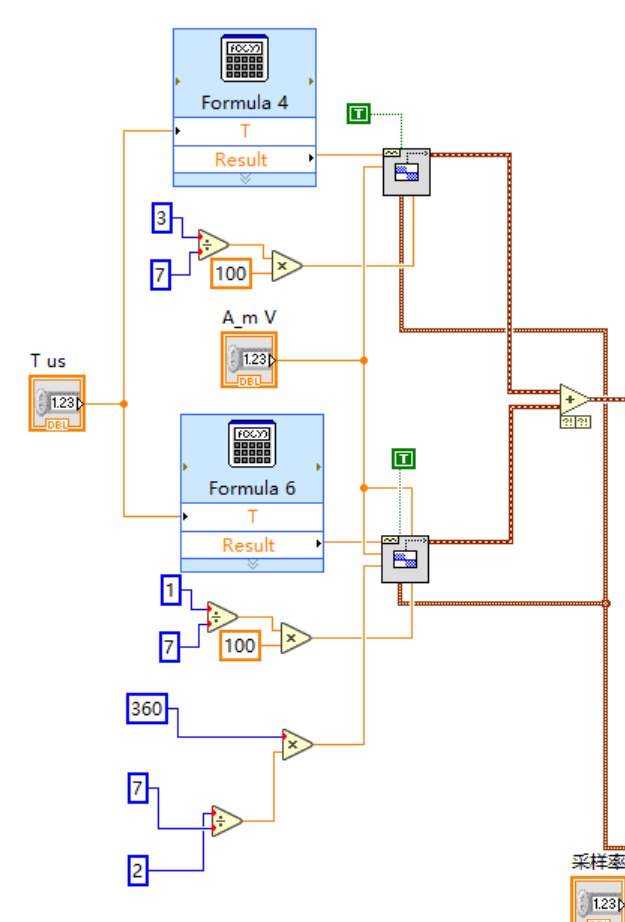 f(x,y)
Formula 4
T
Result
T
3
÷
7
100
×
A_m V
1.23
DBL
T us
1.23
DBL
+
?! ?!
f(x,y)
Formula 6
T
Result
T
1
÷
7
100
×
360
×
7
÷
2
采样率
1.23